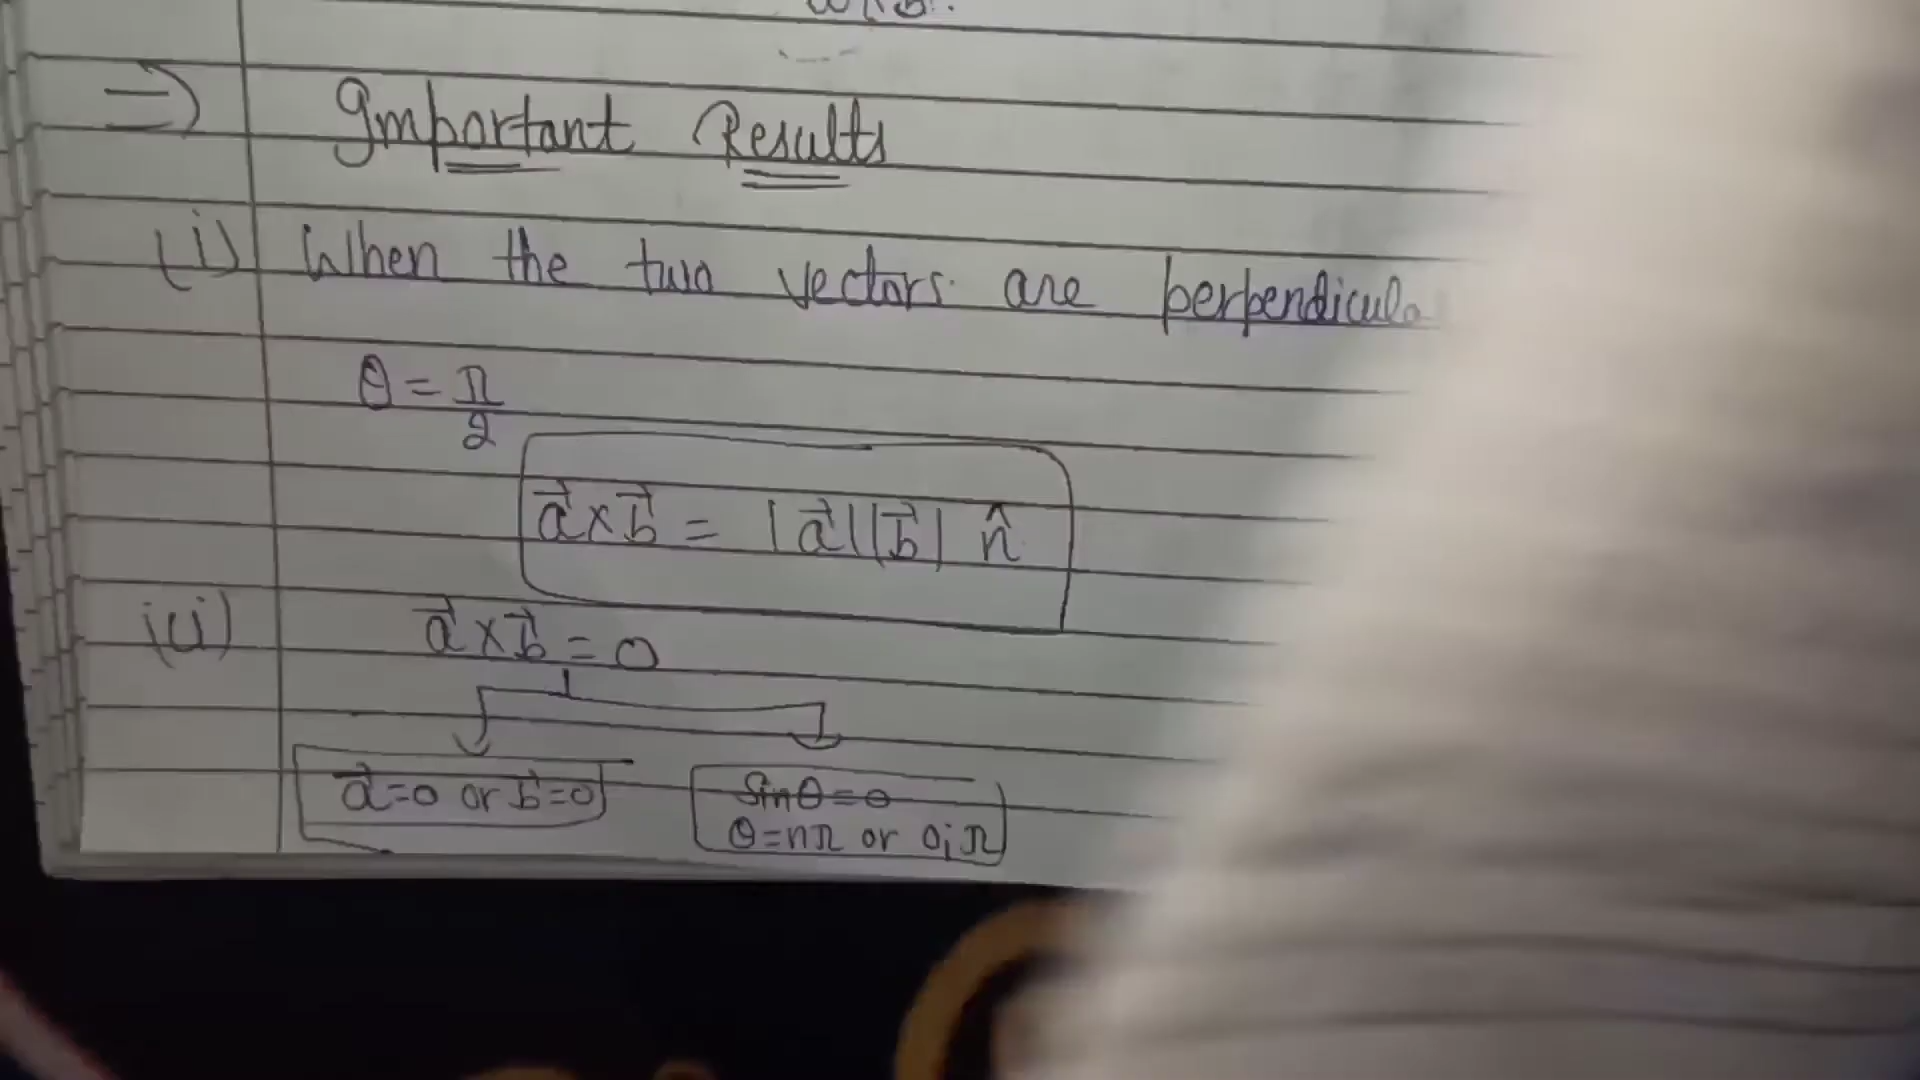 ⇒ Important Results
(i) When the two vectors are perpendicula
θ = π/2
a⃗×b⃗ = |a⃗||b⃗| n̂
(ii) a⃗×b⃗ = 0
a⃗=0 or b⃗=0
Sinθ=0
θ=nπ or 0, π